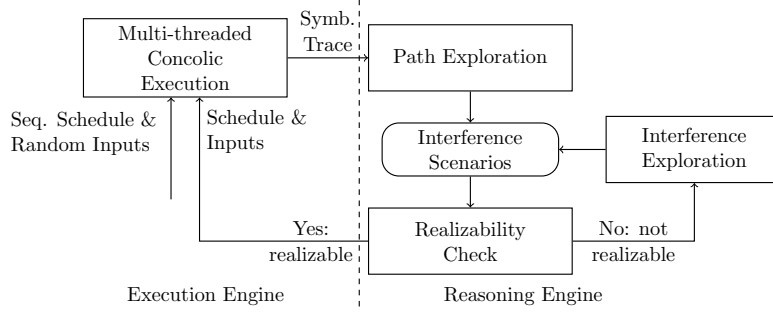 Multi-threaded
Concolic
Execution
Symb.
Trace
Path Exploration
Seq. Schedule &
Random Inputs
Schedule &
Inputs
Interference
Scenarios
Interference
Exploration
Yes:
realizable
Realizability
Check
No: not
realizable
Execution Engine
Reasoning Engine